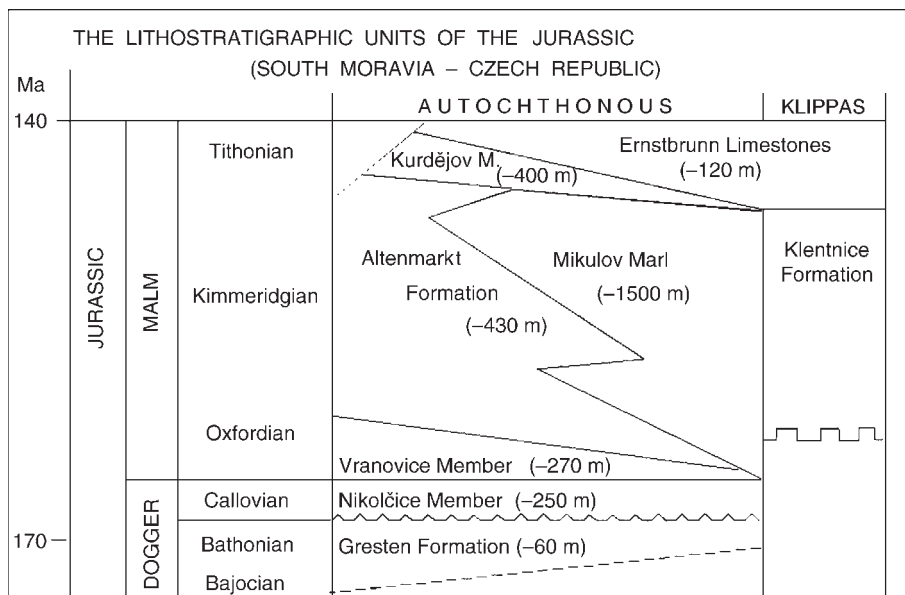 THE LITHOSTRATIGRAPHIC UNITS OF THE JURASSIC
(SOUTH MORAVIA – CZECH REPUBLIC)
Ma
AUTOCHTHONOUS
KLIPPAS
140
Tithonian
Kurdějov M.
(–400 m)
Ernstbrunn Limestones
(–120 m)
JURASSIC
MALM
Kimmeridgian
Altenmarkt
Formation
(–430 m)
Mikulov Marl
(–1500 m)
Klentnice
Formation
Oxfordian
Vranovice Member (–270 m)
DOGGER
Callovian
Nikolčice Member (–250 m)
170
Bathonian
Gresten Formation (–60 m)
Bajocian